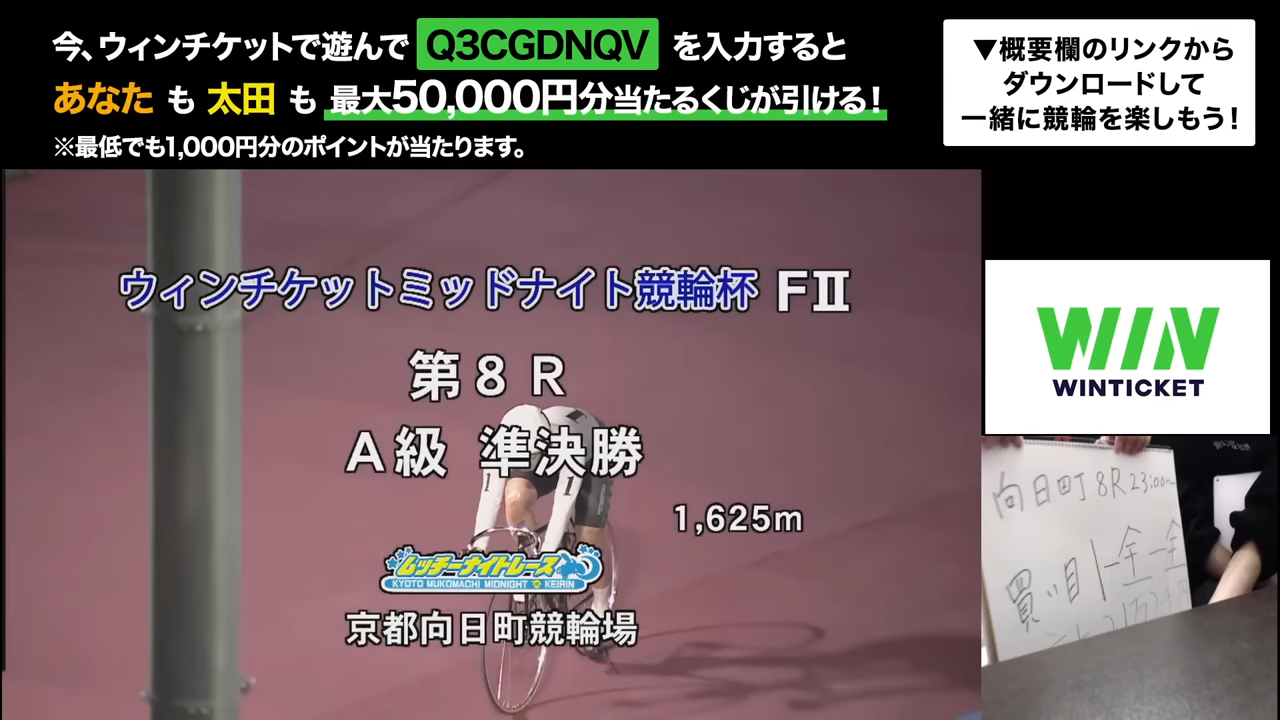 今、ウィンチケットで遊んで Q3CGDNQV を入力すると
あなた も 太田 も 最大50,000円分当たるくじが引ける!
※最低でも1,000円分のポイントが当たります。
▼概要欄のリンクから
ダウンロードして
一緒に競輪を楽しもう!
ウィンチケットミッドナイト競輪杯 FⅡ
第8R
A級 準決勝
1,625m
ムッチーナイトレース
KYOTO MUKOMACHI MIDNIGHT KEIRIN
京都向日町競輪場
1
1
1
WIN
WINTICKET
向日町 8R 23:00〜
買い目 1-全-全